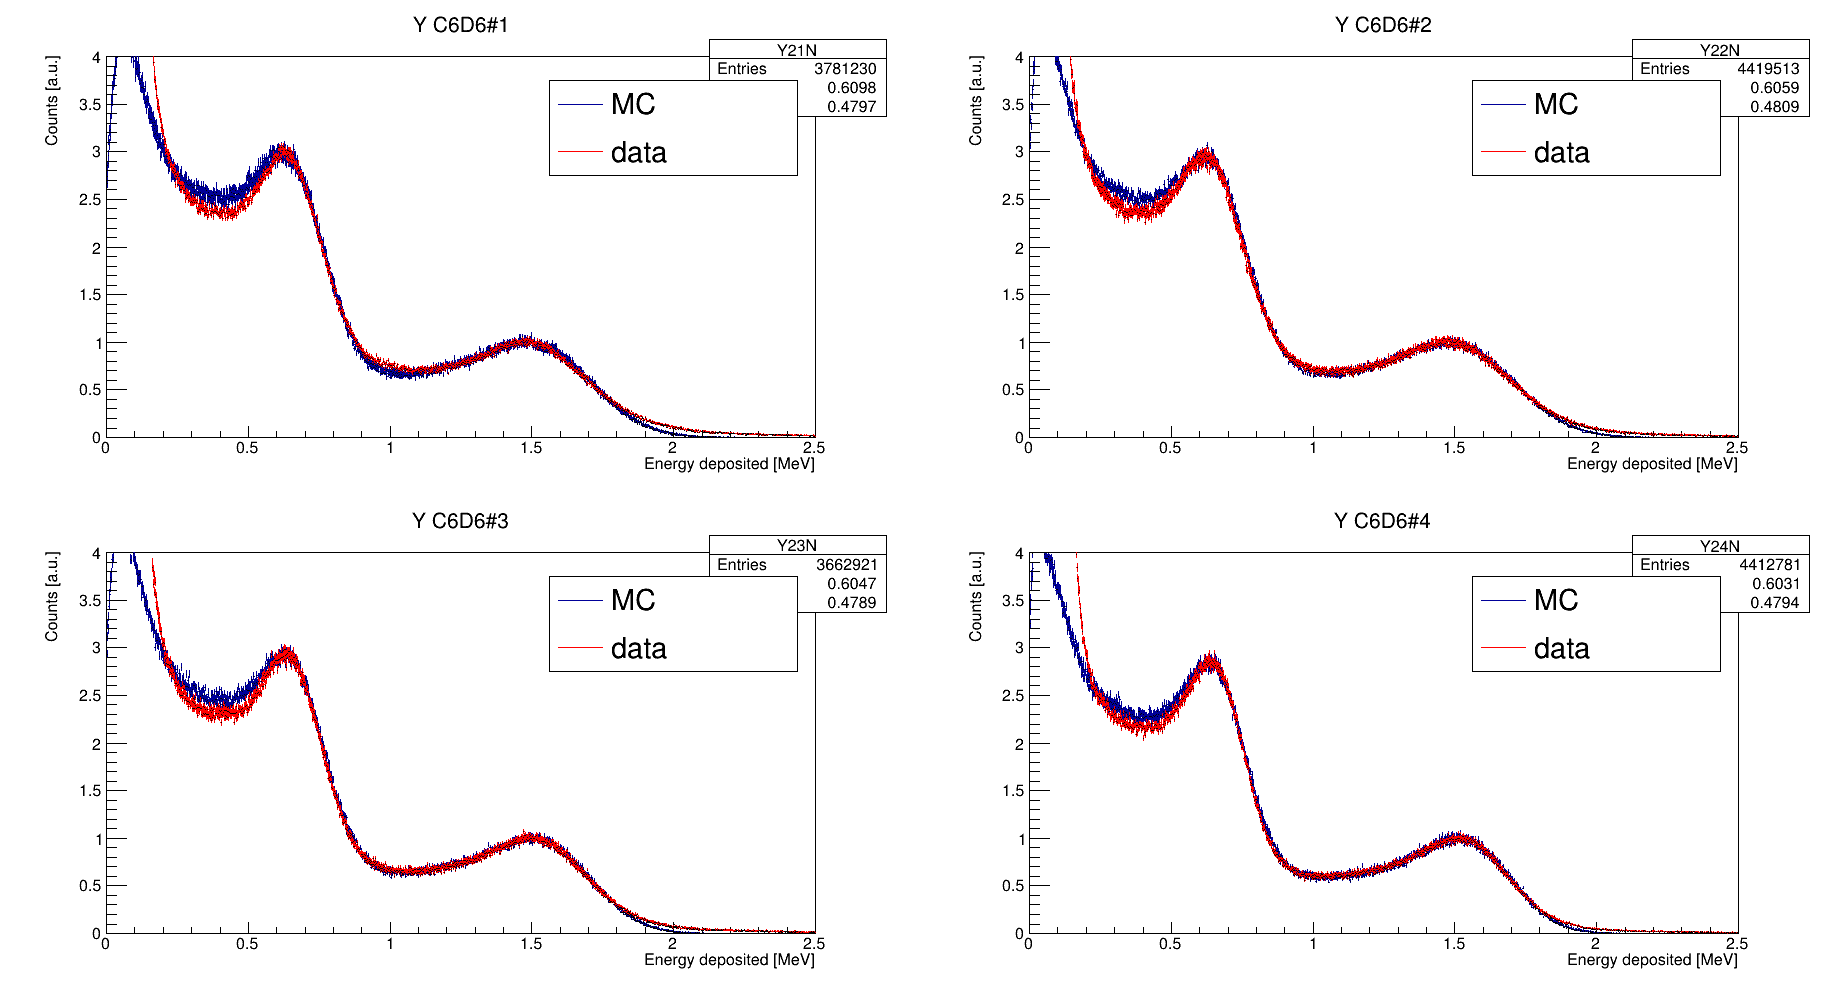 Y C6D6#1
Y21N
Entries 3781230
0.6098
0.4797
MC
data
Counts [a.u.]
4
3.5
3
2.5
2
1.5
1
0.5
0
0 0.5 1 1.5 2 2.5
Energy deposited [MeV]
Y C6D6#2
Y22N
Entries 4419513
0.6059
0.4809
MC
data
Counts [a.u.]
4
3.5
3
2.5
2
1.5
1
0.5
0
0 0.5 1 1.5 2 2.5
Energy deposited [MeV]
Y C6D6#3
Y23N
Entries 3662921
0.6047
0.4789
MC
data
Counts [a.u.]
4
3.5
3
2.5
2
1.5
1
0.5
0
0 0.5 1 1.5 2 2.5
Energy deposited [MeV]
Y C6D6#4
Y24N
Entries 4412781
0.6031
0.4794
MC
data
Counts [a.u.]
4
3.5
3
2.5
2
1.5
1
0.5
0
0 0.5 1 1.5 2 2.5
Energy deposited [MeV]